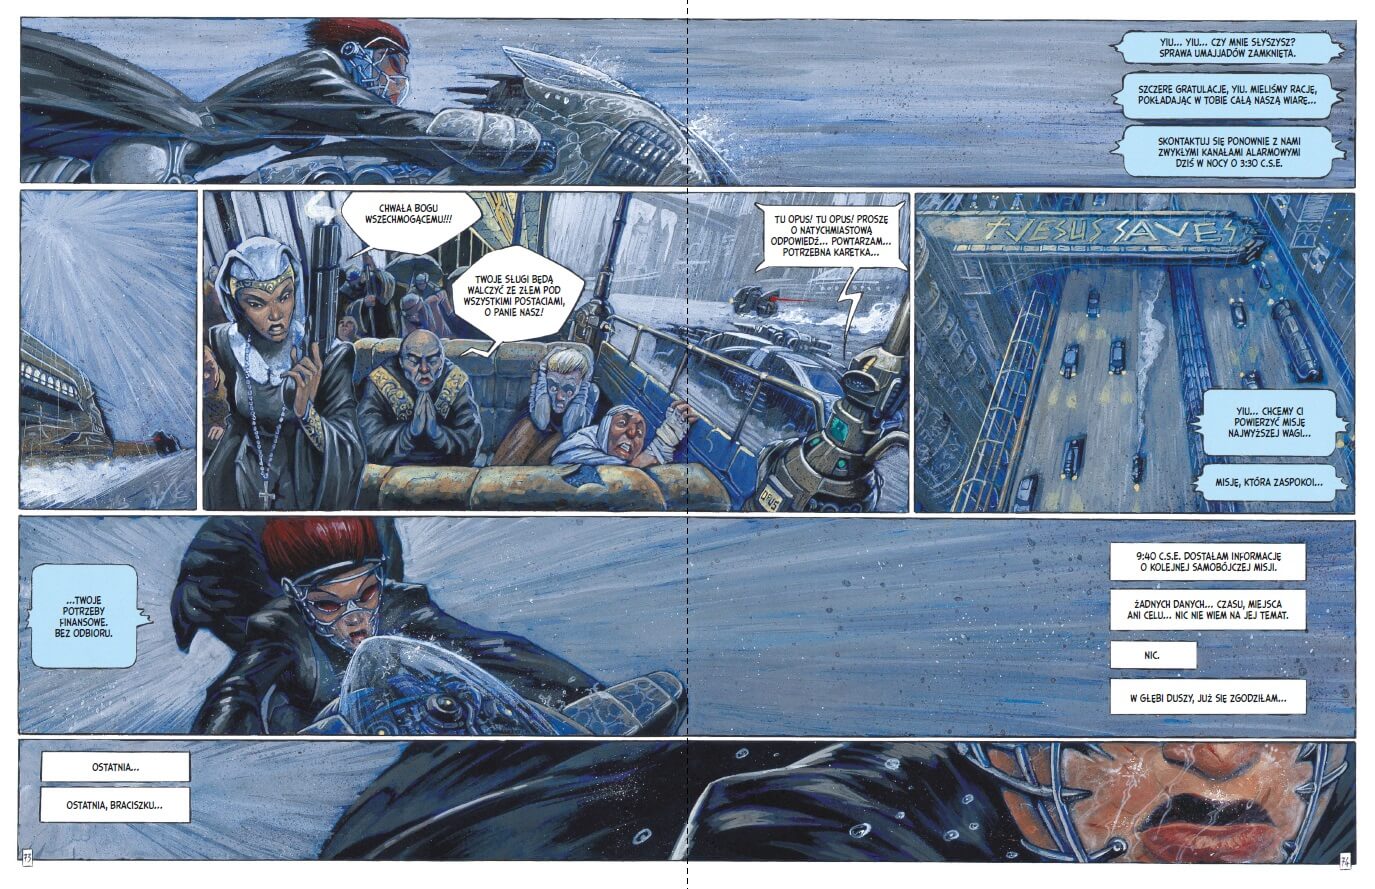 YIU... YIU... CZY MNIE SŁYSZYSZ?
SPRAWA UMAJJADÓW ZAMKNIĘTA.
SZCZERE GRATULACJE, YIU. MIELIŚMY RACJĘ,
POKŁADAJĄC W TOBIE CAŁĄ NASZĄ WIARĘ...
SKONTAKTUJ SIĘ PONOWNIE Z NAMI
ZWYKŁYMI KANAŁAMI ALARMOWYMI
DZIŚ W NOCY O 3:30 C.S.E.
CHWAŁA BOGU
WSZECHMOGĄCEMU!!!
TWOJE SŁUGI BĘDĄ
WALCZYĆ ZE ZŁEM POD
WSZYSTKIMI POSTACIAMI,
O PANIE NASZ!
TU OPUS! TU OPUS! PROSZĘ
O NATYCHMIASTOWĄ
ODPOWIEDŹ... POWTARZAM...
POTRZEBNA KARETKA...
OPUS
JESUS SAVES
YIU... CHCEMY CI
POWIERZYĆ MISJĘ
NAJWYŻSZEJ WAGI...
MISJĘ, KTÓRA ZASPOKOI...
...TWOJE
POTRZEBY
FINANSOWE.
BEZ ODBIORU.
9:40 C.S.E. DOSTAŁAM INFORMACJĘ
O KOLEJNEJ SAMOBÓJCZEJ MISJI.
ŻADNYCH DANYCH... CZASU, MIEJSCA
ANI CELU... NIC NIE WIEM NA JEJ TEMAT.
NIC.
W GŁĘBI DUSZY, JUŻ SIĘ ZGODZIŁAM...
OSTATNIA...
OSTATNIA, BRACISZKU...
73
74